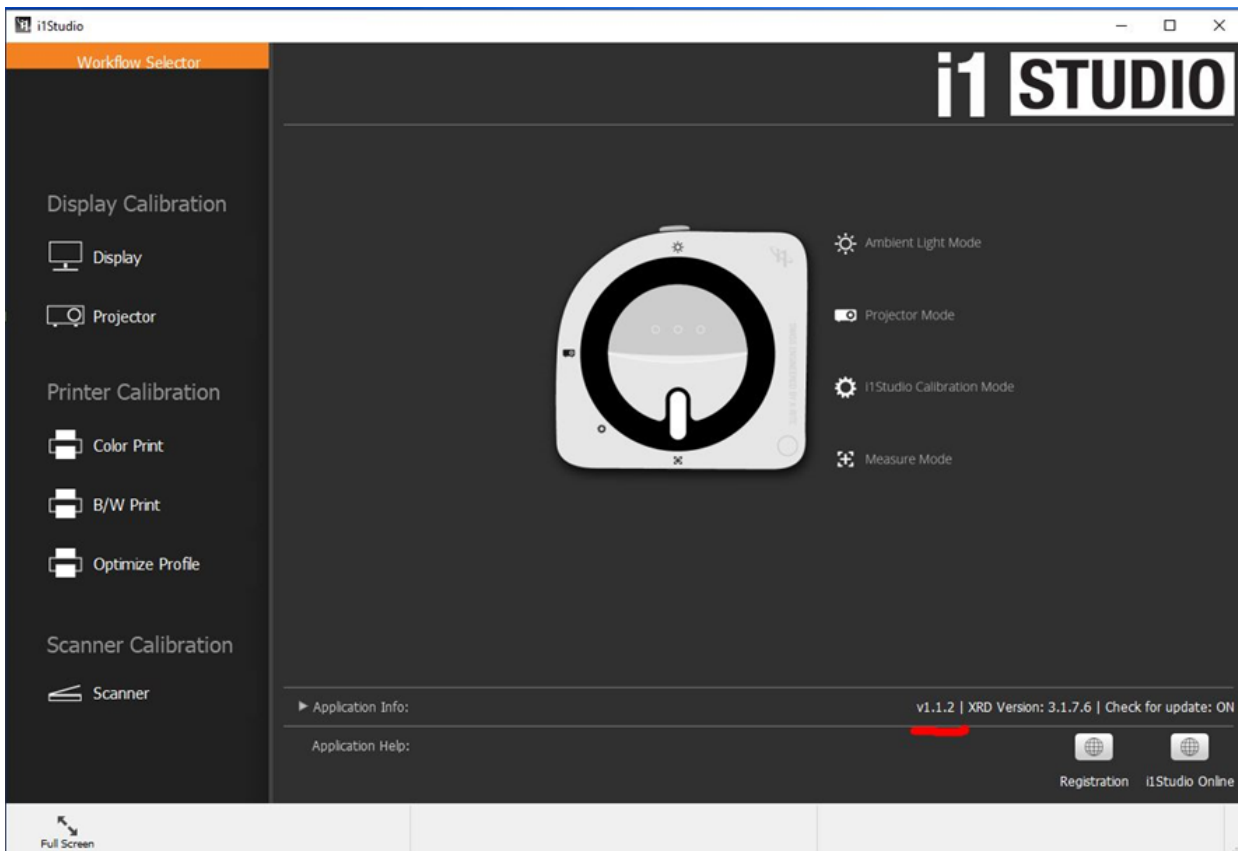 i1Studio
Workflow Selector
i1 STUDIO
Display Calibration
Display
Projector
Printer Calibration
Color Print
B/W Print
Optimize Profile
Scanner Calibration
Scanner
Ambient Light Mode
Projector Mode
I1Studio Calibration Mode
Measure Mode
Application Info:
v1.1.2 | XRD Version: 3.1.7.6 | Check for update: ON
Application Help:
Registration
i1Studio Online
Full Screen